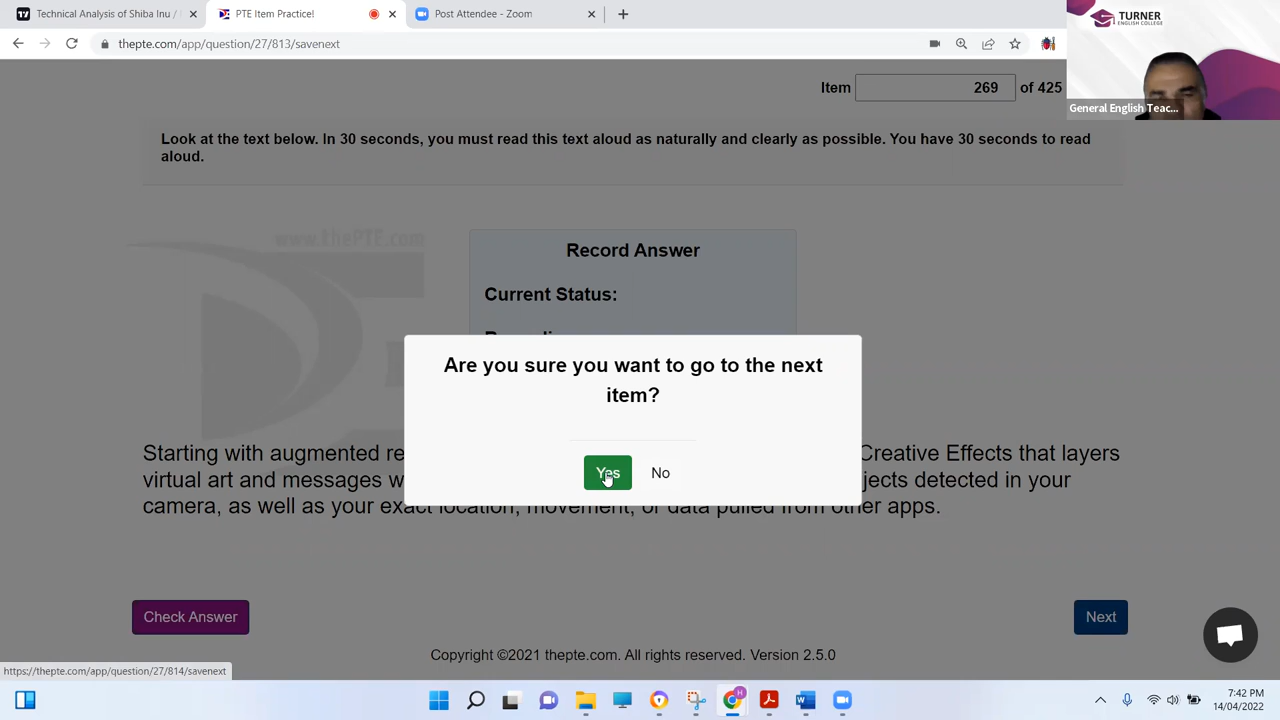 Technical Analysis of Shiba Inu /
PTE Item Practice!
Post Attendee - Zoom
thepte.com/app/question/27/813/savenext
TURNER
ENGLISH COLLEGE
General English Teac...
Item 269 of 425
Look at the text below. In 30 seconds, you must read this text aloud as naturally and clearly as possible. You have 30 seconds to read
aloud.
www.thePTE.com
Record Answer
Current Status:
Are you sure you want to go to the next
item?
Yes No
Starting with augmented re Creative Effects that layers
virtual art and messages w jects detected in your
camera, as well as your exact location, movement, or data pulled from other apps.
Check Answer
Next
Copyright ©2021 thepte.com. All rights reserved. Version 2.5.0
https://thepte.com/app/question/27/814/savenext
7:42 PM
14/04/2022